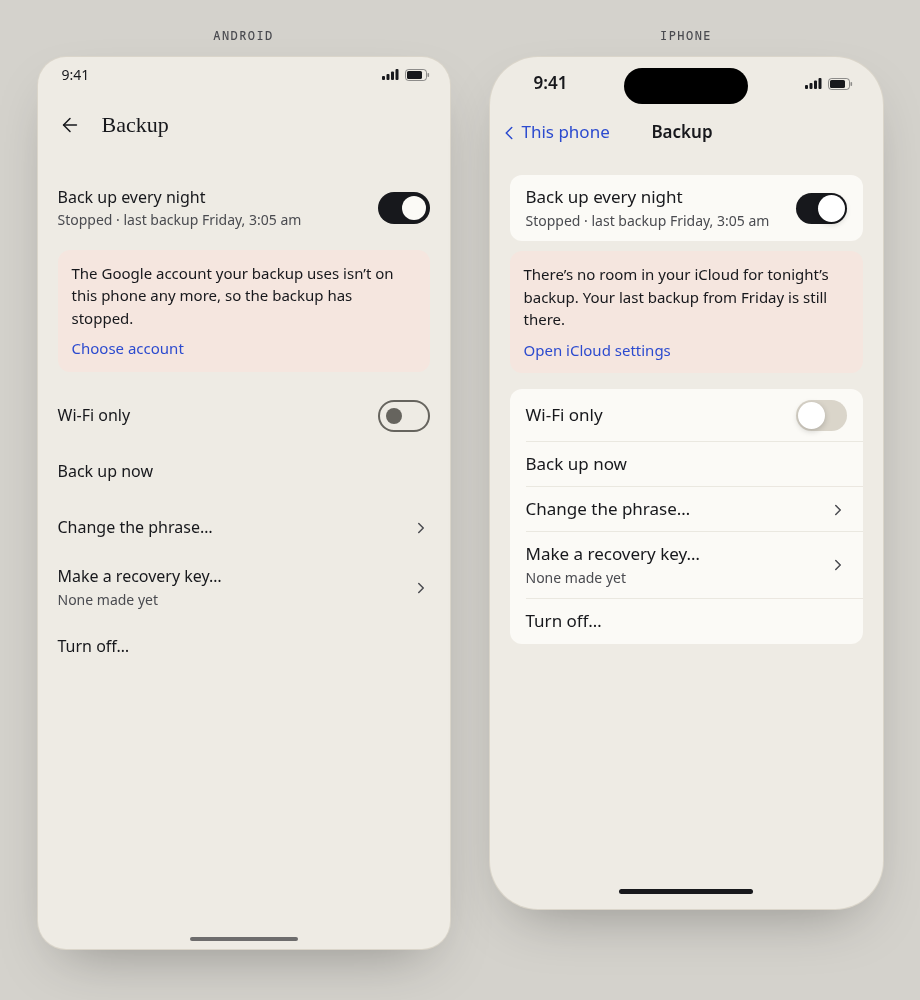 ANDROID
9:41
Backup
Back up every night
Stopped · last backup Friday, 3:05 am
The Google account your backup uses isn’t on
this phone any more, so the backup has
stopped.
Choose account
Wi-Fi only
Back up now
Change the phrase…
Make a recovery key…
None made yet
Turn off…
IPHONE
9:41
This phone
Backup
Back up every night
Stopped · last backup Friday, 3:05 am
There’s no room in your iCloud for tonight’s
backup. Your last backup from Friday is still
there.
Open iCloud settings
Wi-Fi only
Back up now
Change the phrase…
Make a recovery key…
None made yet
Turn off…